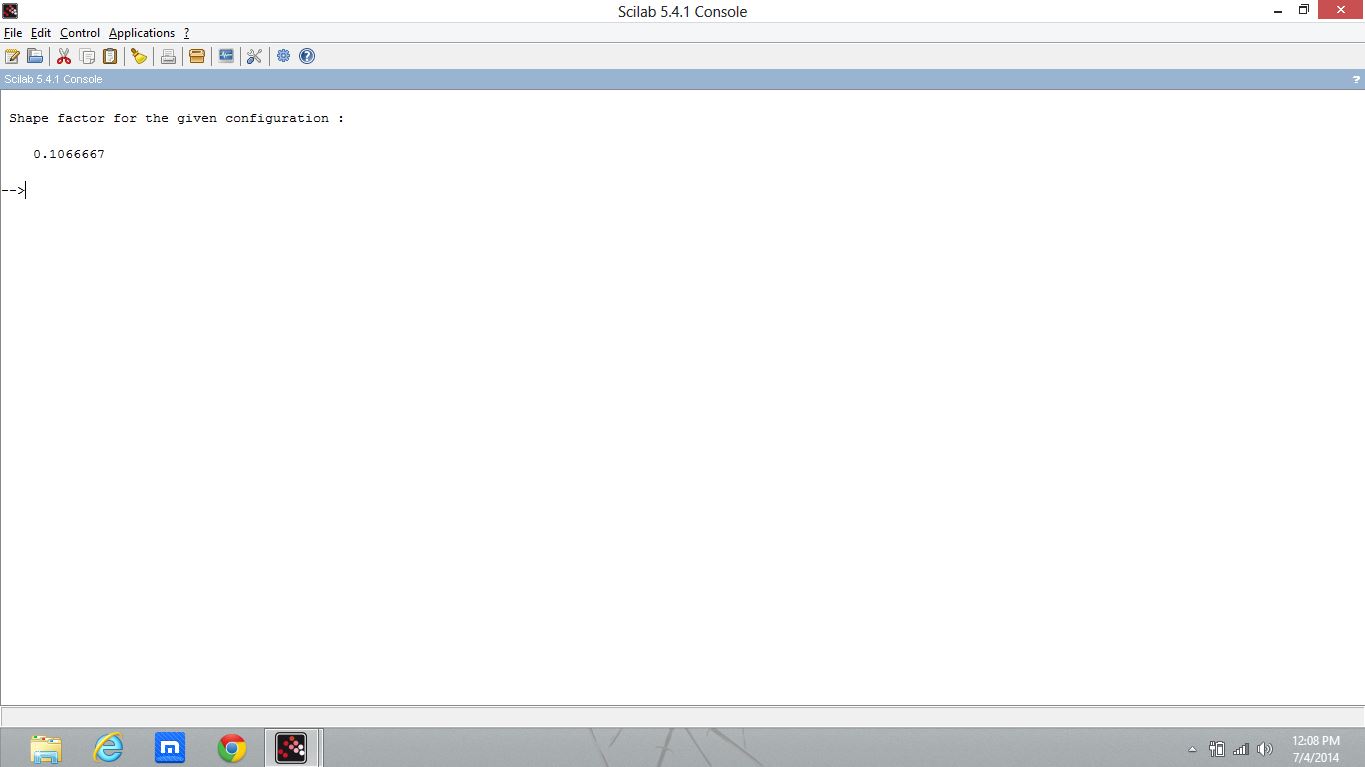 Scilab 5.4.1 Console
File Edit Control Applications ?
Scilab 5.4.1 Console ?
Shape factor for the given configuration :
0.1066667
-->
12:08 PM
7/4/2014